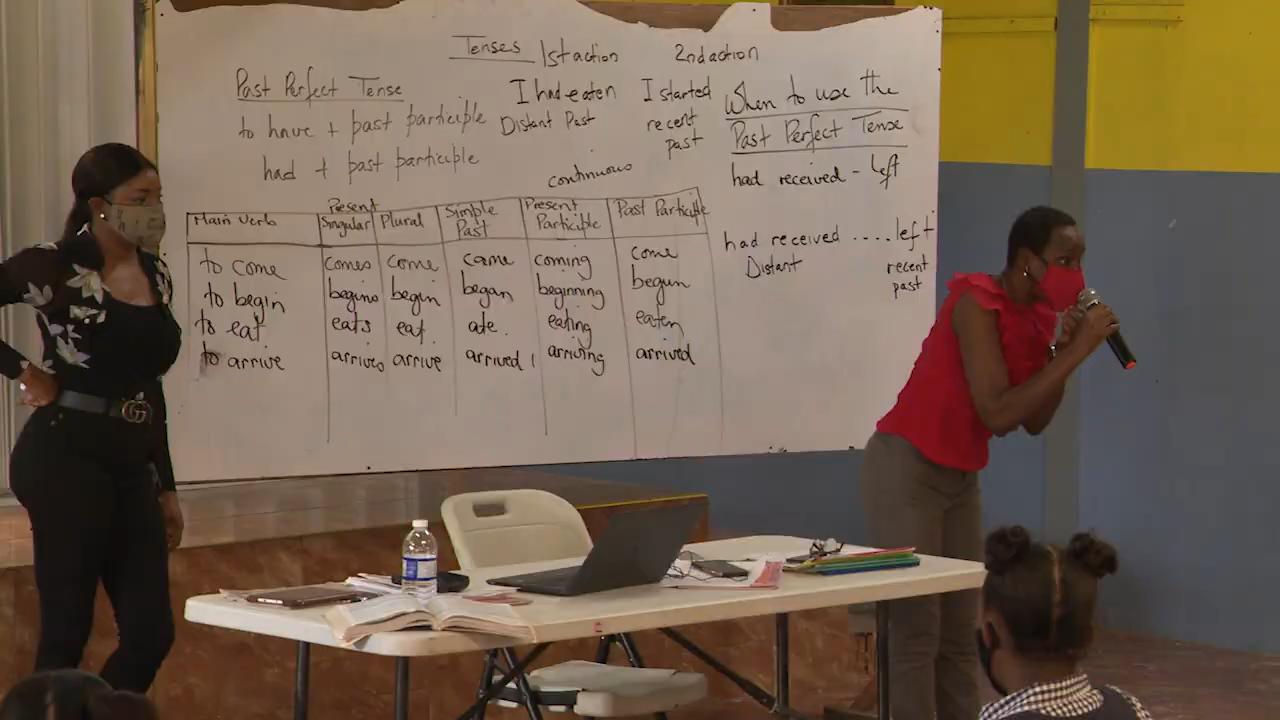 Tenses 1st action 2nd action
Past Perfect Tense I had eaten I started When to use the
to have + past participle Distant Past recent past Past Perfect Tense
had + past participle had received - left
continuous
Main Verb Present Singular Plural Simple Past Present Participle Past Participle
to come comes come came coming come
to begin begins begin began beginning begun
to eat eats eat ate. eating eaten
to arrive arrives arrive arrived arriving arrived
had received ....left
Distant recent past